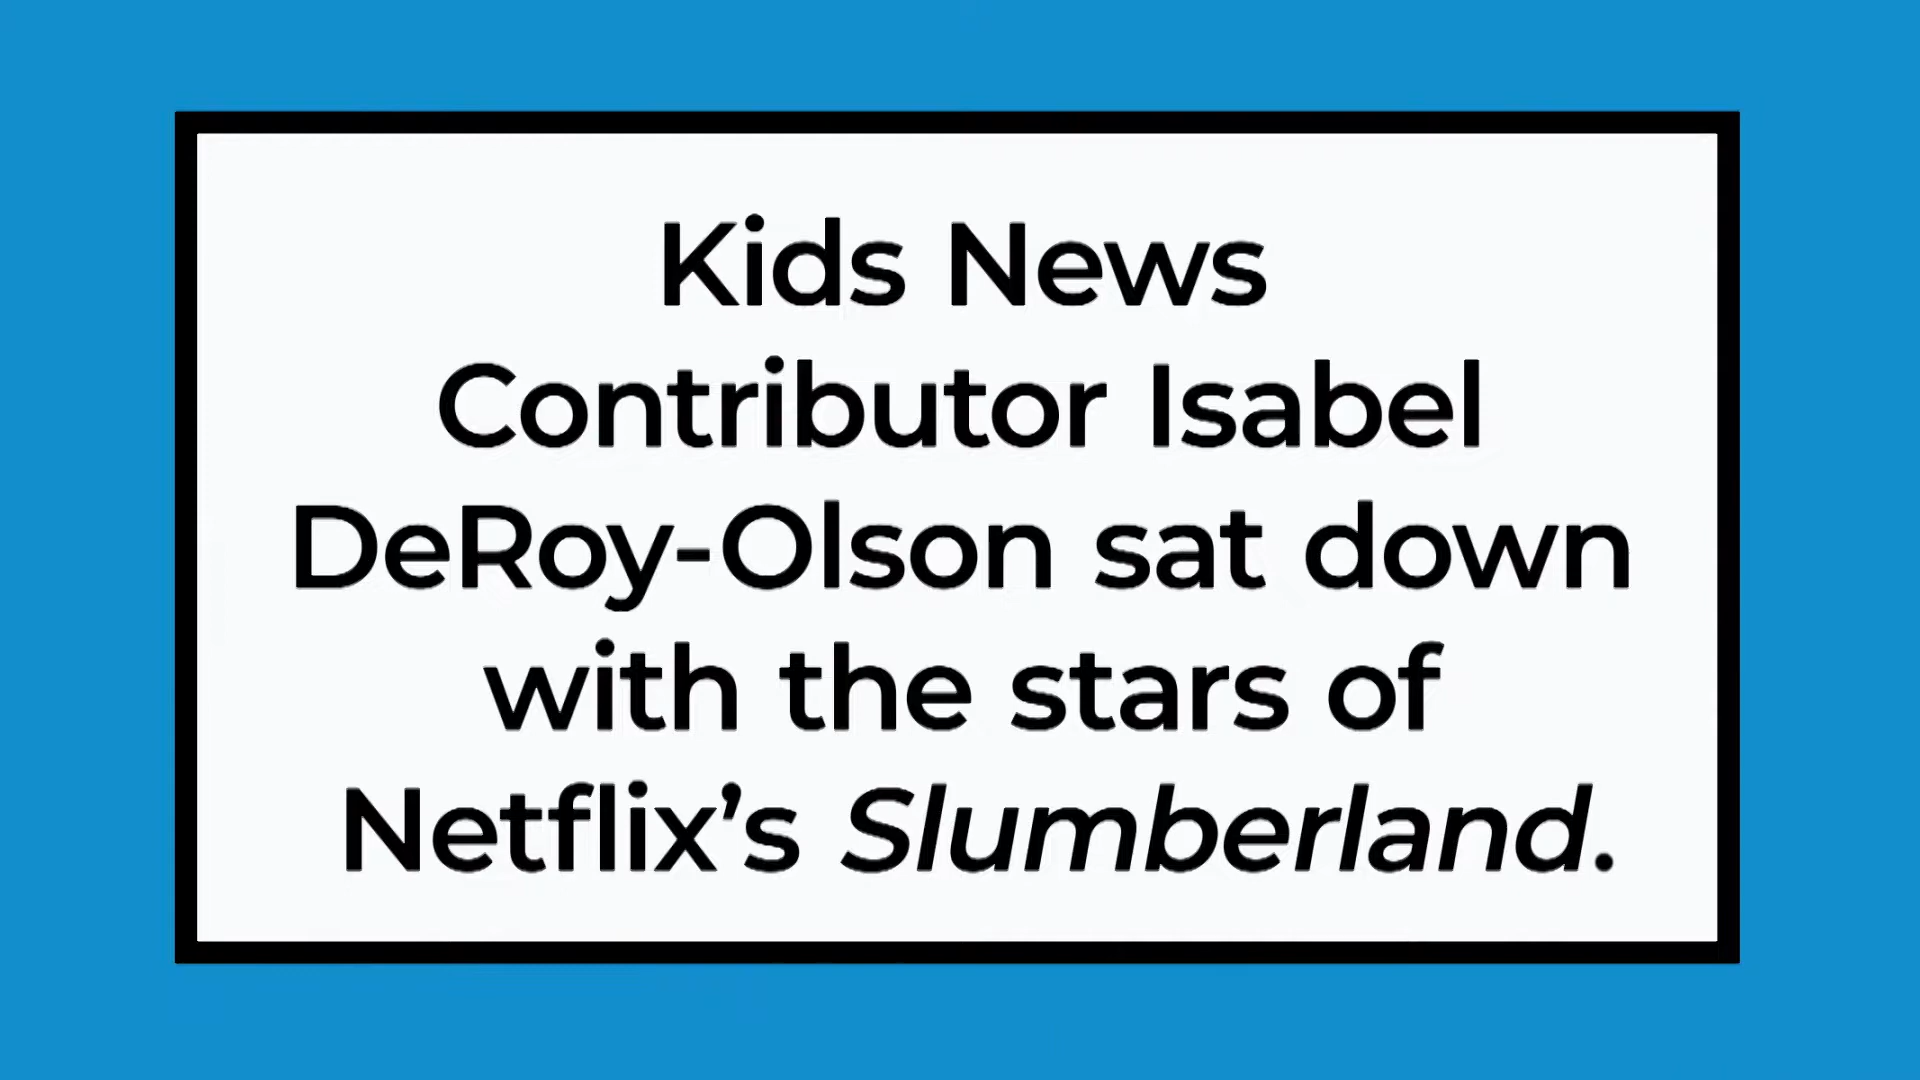 Kids News
Contributor Isabel
DeRoy-Olson sat down
with the stars of
Netflix’s Slumberland.